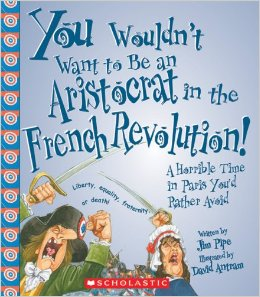 You Wouldn't
Want to Be an
Aristocrat in the
French Revolution!
A Horrible Time
in Paris You'd
Rather Avoid
Liberty, equality, fraternity
or death!
Written by
Jim Pipe
Illustrated by
David Antram
SCHOLASTIC